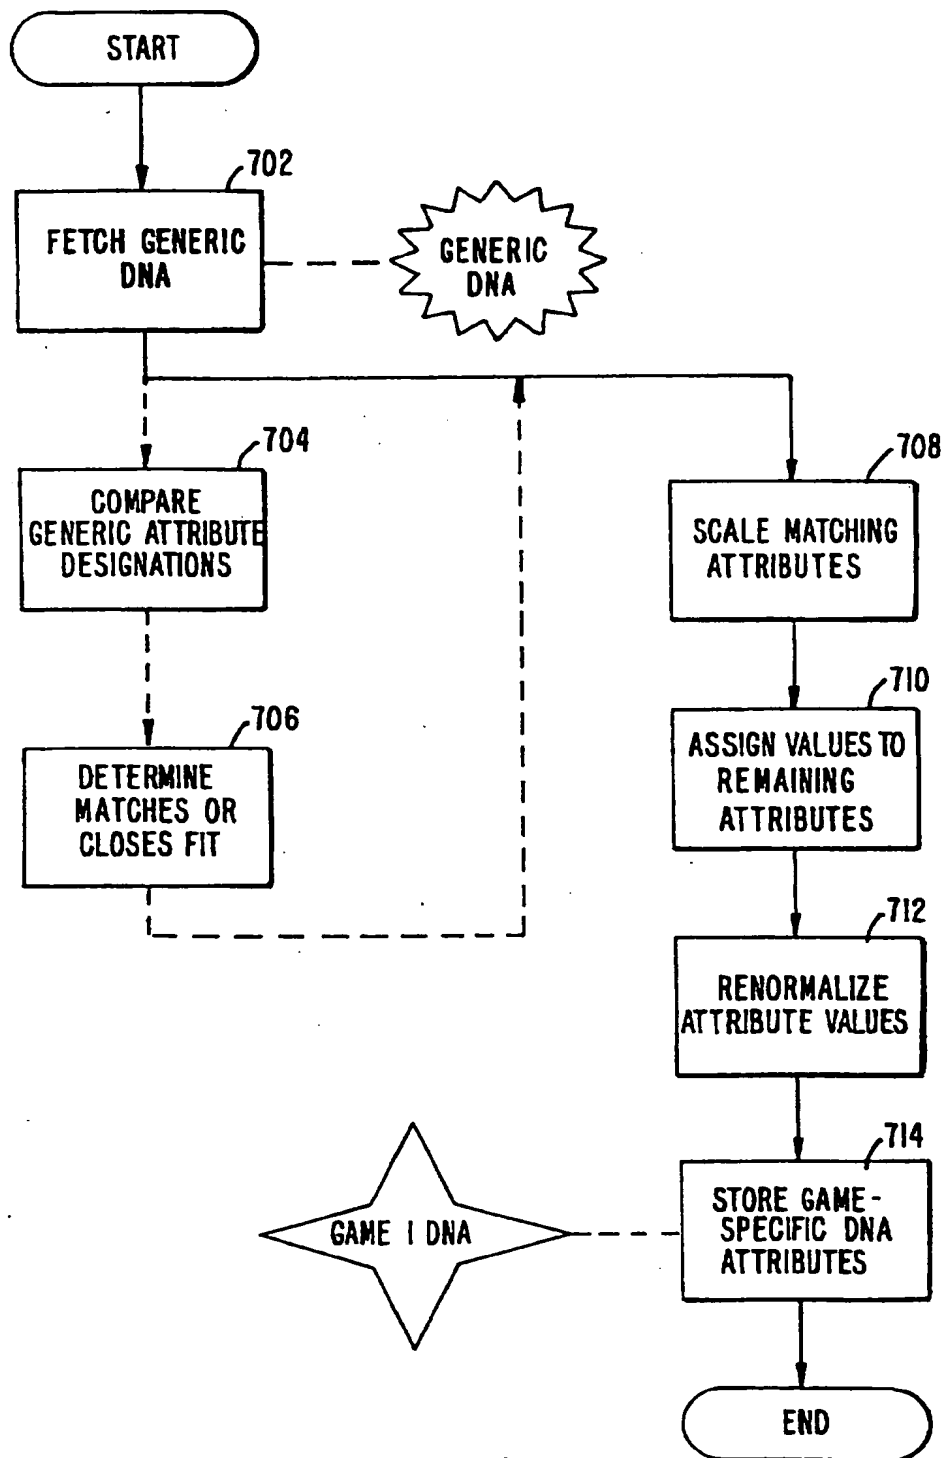 START
702
FETCH GENERIC
DNA
GENERIC
DNA
704
COMPARE
GENERIC ATTRIBUTE
DESIGNATIONS
706
DETERMINE
MATCHES OR
CLOSES FIT
708
SCALE MATCHING
ATTRIBUTES
710
ASSIGN VALUES TO
REMAINING
ATTRIBUTES
712
RENORMALIZE
ATTRIBUTE VALUES
714
STORE GAME-
SPECIFIC DNA
ATTRIBUTES
GAME 1 DNA
END